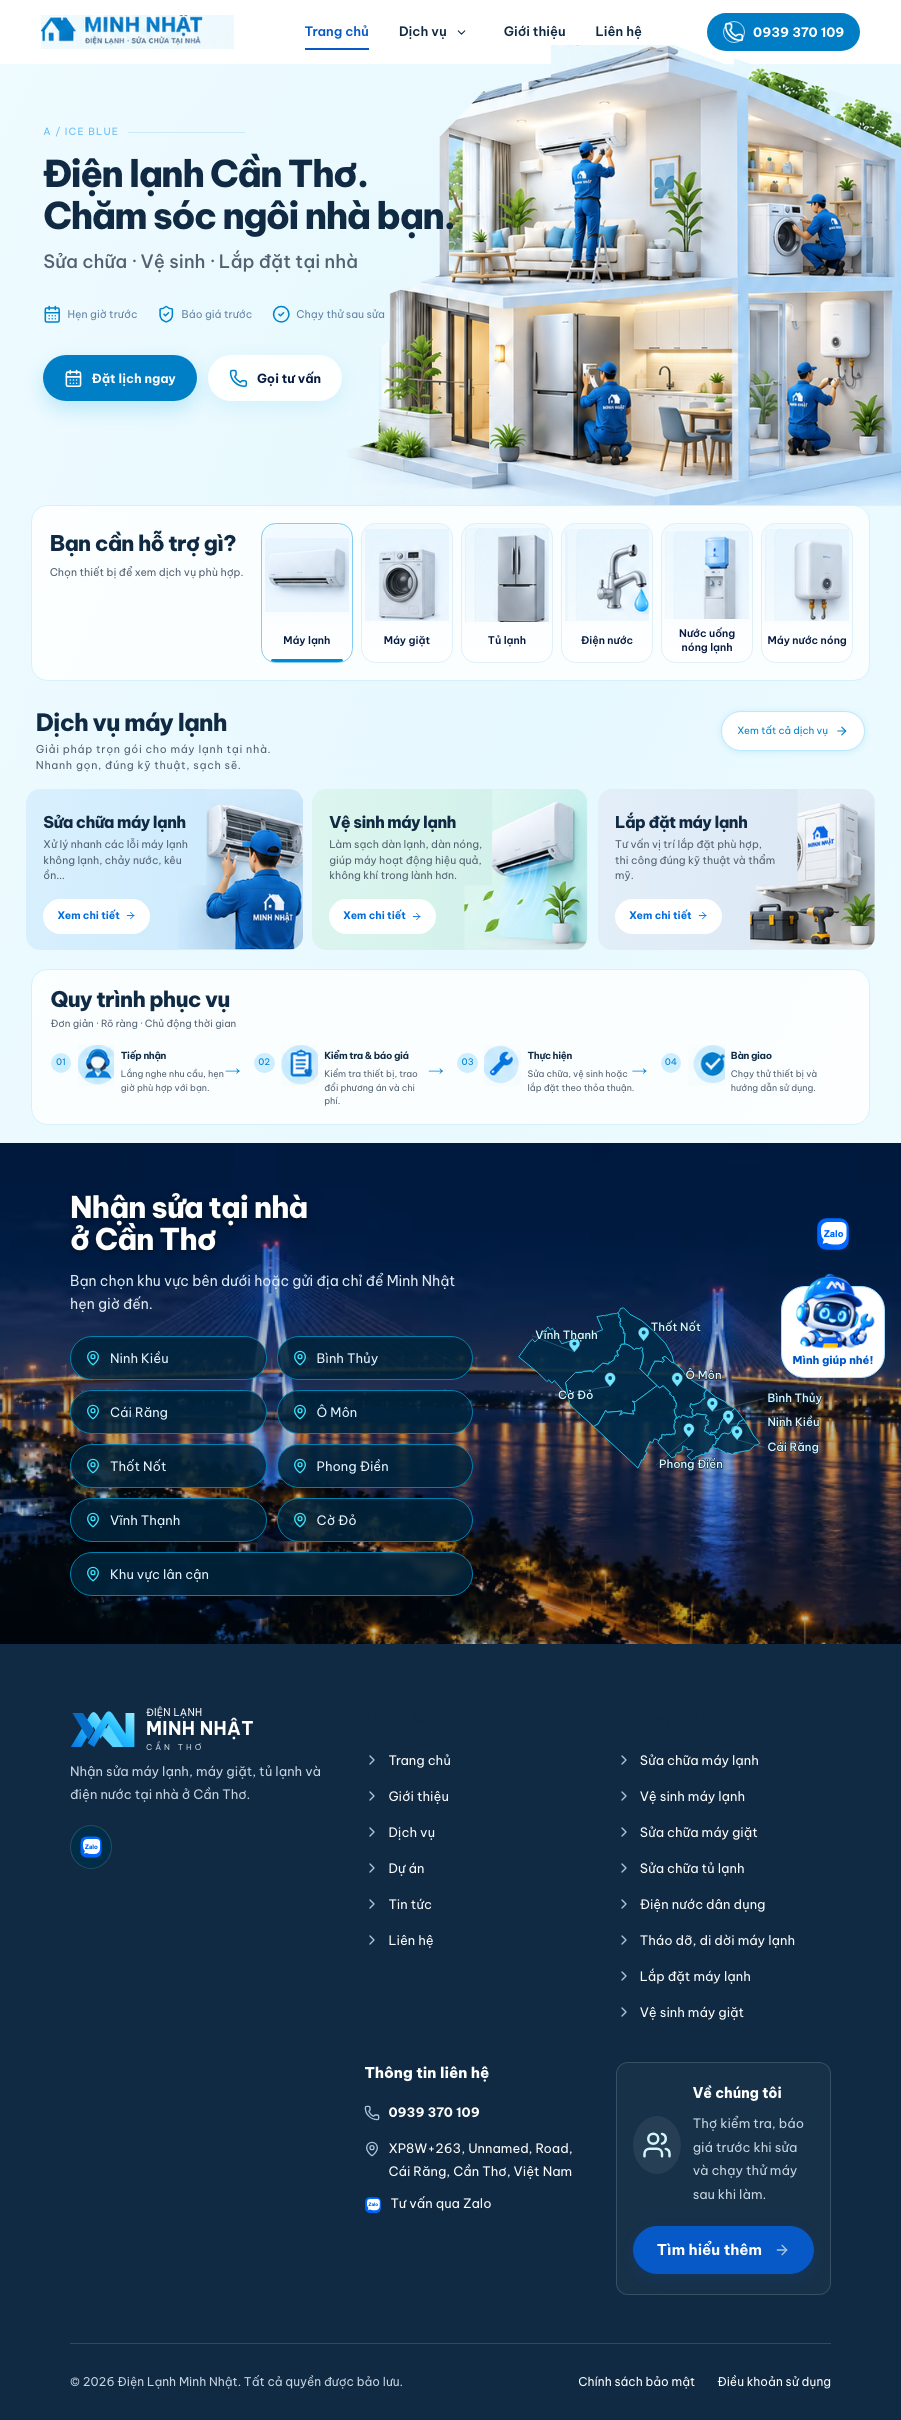 MINH NHẬT
ĐIỆN LẠNH · SỬA CHỮA TẠI NHÀ
Trang chủ
Dịch vụ
Giới thiệu
Liên hệ
0939 370 109
A / ICE BLUE
Điện lạnh Cần Thơ.
Chăm sóc ngôi nhà bạn.
Sửa chữa · Vệ sinh · Lắp đặt tại nhà
Hẹn giờ trước
Báo giá trước
Chạy thử sau sửa
Đặt lịch ngay
Gọi tư vấn
MINH NHẬT
MINH NHẬT
MINH NHẬT
MINH NHẬT
Bạn cần hỗ trợ gì?
Chọn thiết bị để xem dịch vụ phù hợp.
Máy lạnh
Máy giặt
Tủ lạnh
Điện nước
Nước uống
nóng lạnh
Máy nước nóng
Dịch vụ máy lạnh
Giải pháp trọn gói cho máy lạnh tại nhà.
Nhanh gọn, đúng kỹ thuật, sạch sẽ.
Xem tất cả dịch vụ
Sửa chữa máy lạnh
Xử lý nhanh các lỗi máy lạnh
không lạnh, chảy nước, kêu
ồn...
Xem chi tiết
MINH NHẬT
Vệ sinh máy lạnh
Làm sạch dàn lạnh, dàn nóng,
giúp máy hoạt động hiệu quả,
không khí trong lành hơn.
Xem chi tiết
Lắp đặt máy lạnh
Tư vấn vị trí lắp đặt phù hợp,
thi công đúng kỹ thuật và thẩm
mỹ.
Xem chi tiết
MINH NHẬT
Quy trình phục vụ
Đơn giản · Rõ ràng · Chủ động thời gian
01
Tiếp nhận
Lắng nghe nhu cầu, hẹn
giờ phù hợp với bạn.
02
Kiểm tra & báo giá
Kiểm tra thiết bị, trao
đổi phương án và chi
phí.
03
Thực hiện
Sửa chữa, vệ sinh hoặc
lắp đặt theo thỏa thuận.
04
Bàn giao
Chạy thử thiết bị và
hướng dẫn sử dụng.
Nhận sửa tại nhà
ở Cần Thơ
Bạn chọn khu vực bên dưới hoặc gửi địa chỉ để Minh Nhật
hẹn giờ đến.
Ninh Kiều
Bình Thủy
Cái Răng
Ô Môn
Thốt Nốt
Phong Điền
Vĩnh Thạnh
Cờ Đỏ
Khu vực lân cận
Vĩnh Thạnh
Thốt Nốt
Cờ Đỏ
Ô Môn
Bình Thủy
Ninh Kiều
Cái Răng
Phong Điền
Zalo
Mình giúp nhé!
ĐIỆN LẠNH
MINH NHẬT
CẦN THƠ
Nhận sửa máy lạnh, máy giặt, tủ lạnh và
điện nước tại nhà ở Cần Thơ.
Zalo
Trang chủ
Giới thiệu
Dịch vụ
Dự án
Tin tức
Liên hệ
Sửa chữa máy lạnh
Vệ sinh máy lạnh
Sửa chữa máy giặt
Sửa chữa tủ lạnh
Điện nước dân dụng
Tháo dỡ, di dời máy lạnh
Lắp đặt máy lạnh
Vệ sinh máy giặt
Thông tin liên hệ
0939 370 109
XP8W+263, Unnamed, Road,
Cái Răng, Cần Thơ, Việt Nam
Zalo
Tư vấn qua Zalo
Về chúng tôi
Thợ kiểm tra, báo
giá trước khi sửa
và chạy thử máy
sau khi làm.
Tìm hiểu thêm
© 2026 Điện Lạnh Minh Nhật. Tất cả quyền được bảo lưu.
Chính sách bảo mật
Điều khoản sử dụng